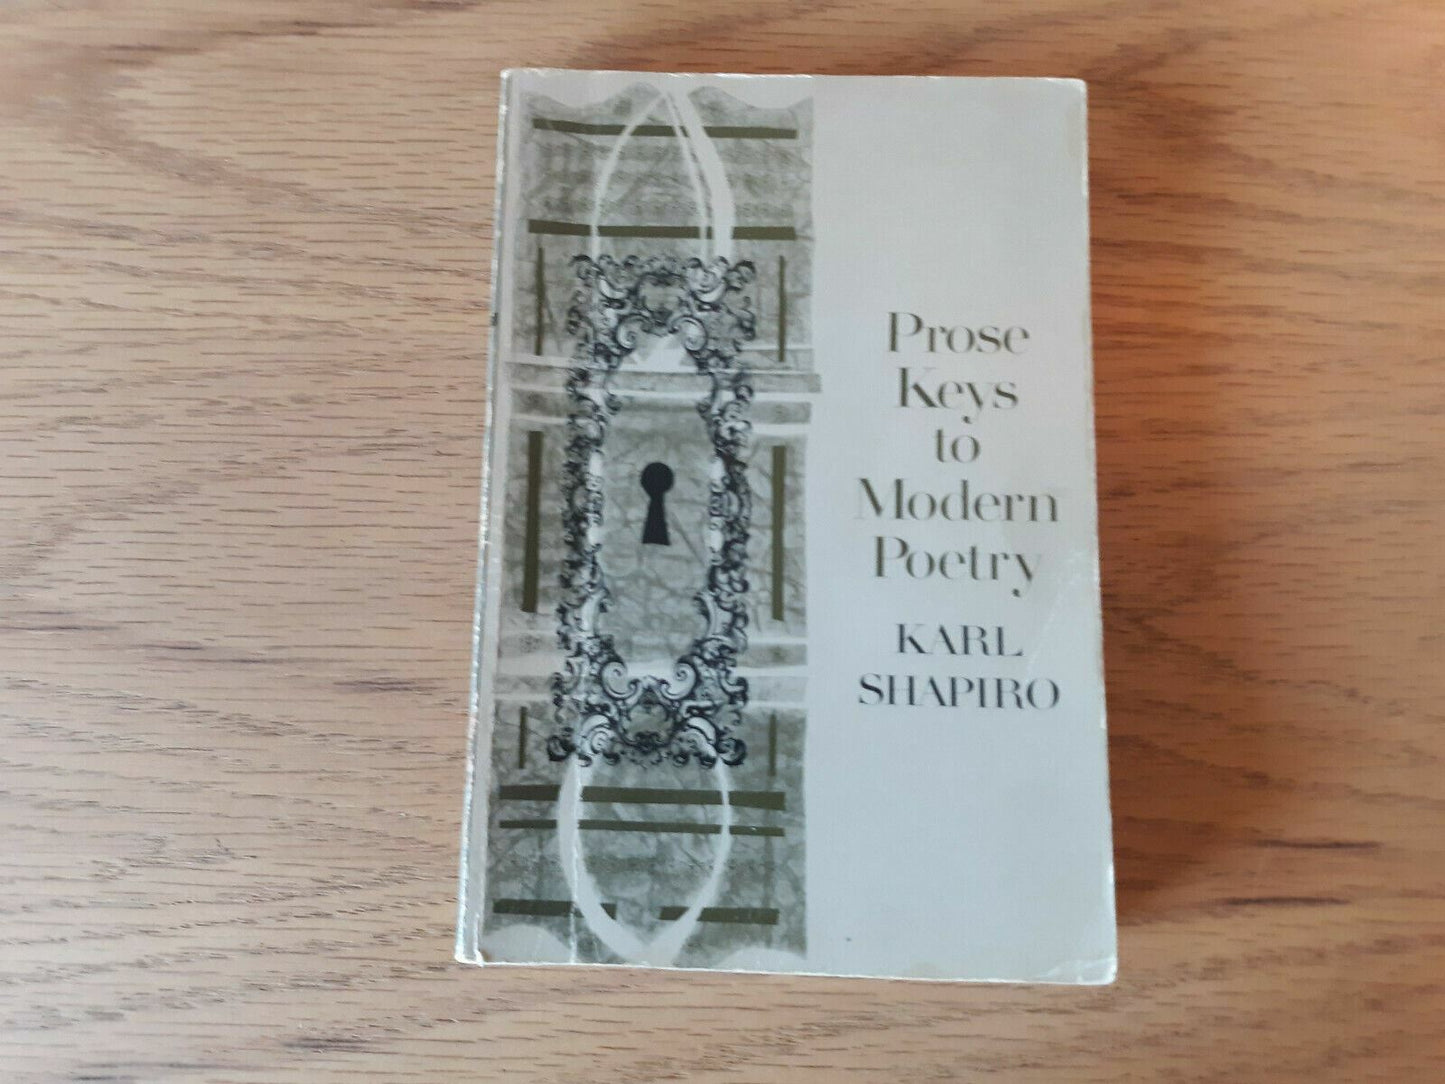 Prose
Keys
to
Modern
Poetry
KARL
SHAPIRO